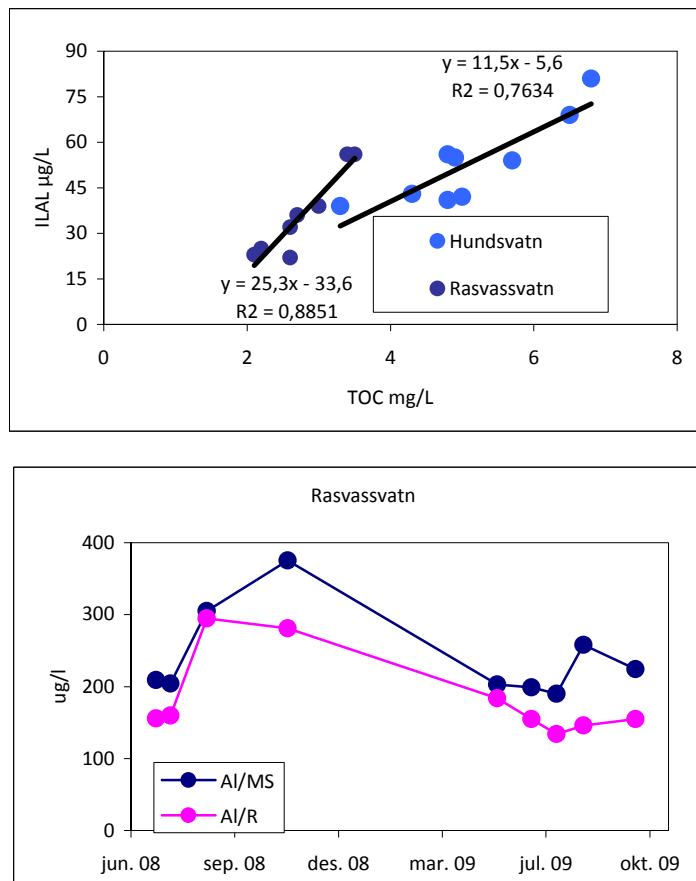 90
75
60
45
30
15
0
ILAL µg/L
y = 11,5x - 5,6
R2 = 0,7634
y = 25,3x - 33,6
R2 = 0,8851
Hundsvatn
Rasvassvatn
0 2 4 6 8
TOC mg/L
Rasvassvatn
400
300
200
100
0
ug/l
Al/MS
Al/R
jun. 08 sep. 08 des. 08 mar. 09 jul. 09 okt. 09